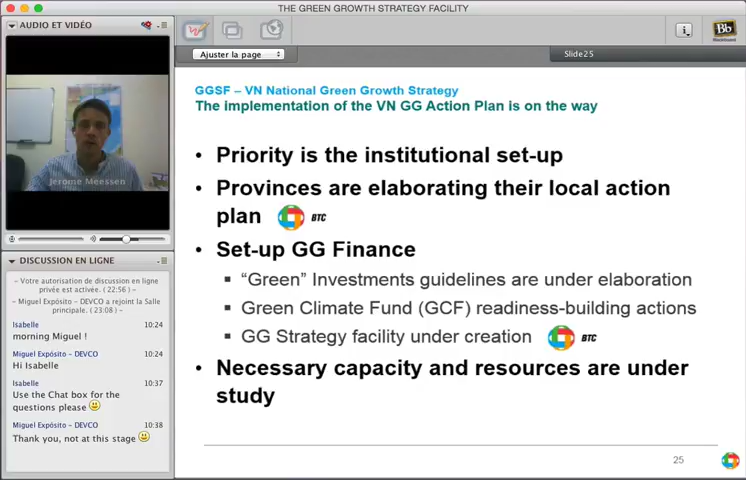 THE GREEN GROWTH STRATEGY FACILITY
AUDIO ET VIDÉO
Jerome Meessen
DISCUSSION EN LIGNE
- Votre autorisation de discussion en ligne
privée est activée. ( 22:56) -
- Miguel Expósito - DEVCO a rejoint la Salle
principale. ( 23:08) -
Isabelle 10:24
morning Miguel !
Miguel Expósito - DEVCO 10:24
Hi Isabelle
Isabelle 10:37
Use the Chat box for the
questions please
Miguel Expósito - DEVCO 10:38
Thank you, not at this stage
i
Bb
Blackboard
Ajuster la page
Slide25
GGSF – VN National Green Growth Strategy
The implementation of the VN GG Action Plan is on the way
• Priority is the institutional set-up
• Provinces are elaborating their local action
plan BTC
• Set-up GG Finance
▪ “Green” Investments guidelines are under elaboration
▪ Green Climate Fund (GCF) readiness-building actions
▪ GG Strategy facility under creation BTC
• Necessary capacity and resources are under
study
25